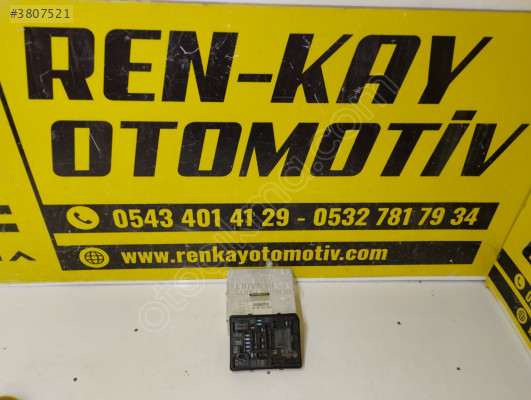 #3807521
REN-KAY
OTOMOTİV
0543 401 41 29 - 0532 781 79 34
www.renkayotomotiv.com